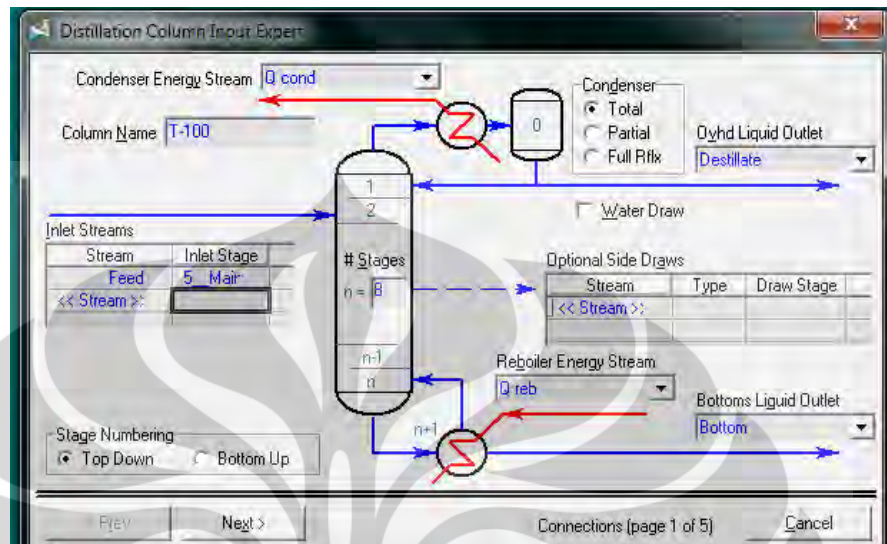 Distillation Column Input Expert
Condenser Energy Stream Q cond
Condenser
Total
Partial
Full Rflx
Column Name T-100
0
Ovhd Liquid Outlet
Destillate
1
2
Water Draw
Inlet Streams
Stream Inlet Stage
Feed 5__Main
<< Stream >>
# Stages
n = 8
Optional Side Draws
Stream Type Draw Stage
<< Stream >>
n-1
n
Reboiler Energy Stream
Q reb
n+1
Bottoms Liquid Outlet
Bottom
Stage Numbering
Top Down Bottom Up
Prev Next > Connections (page 1 of 5) Cancel